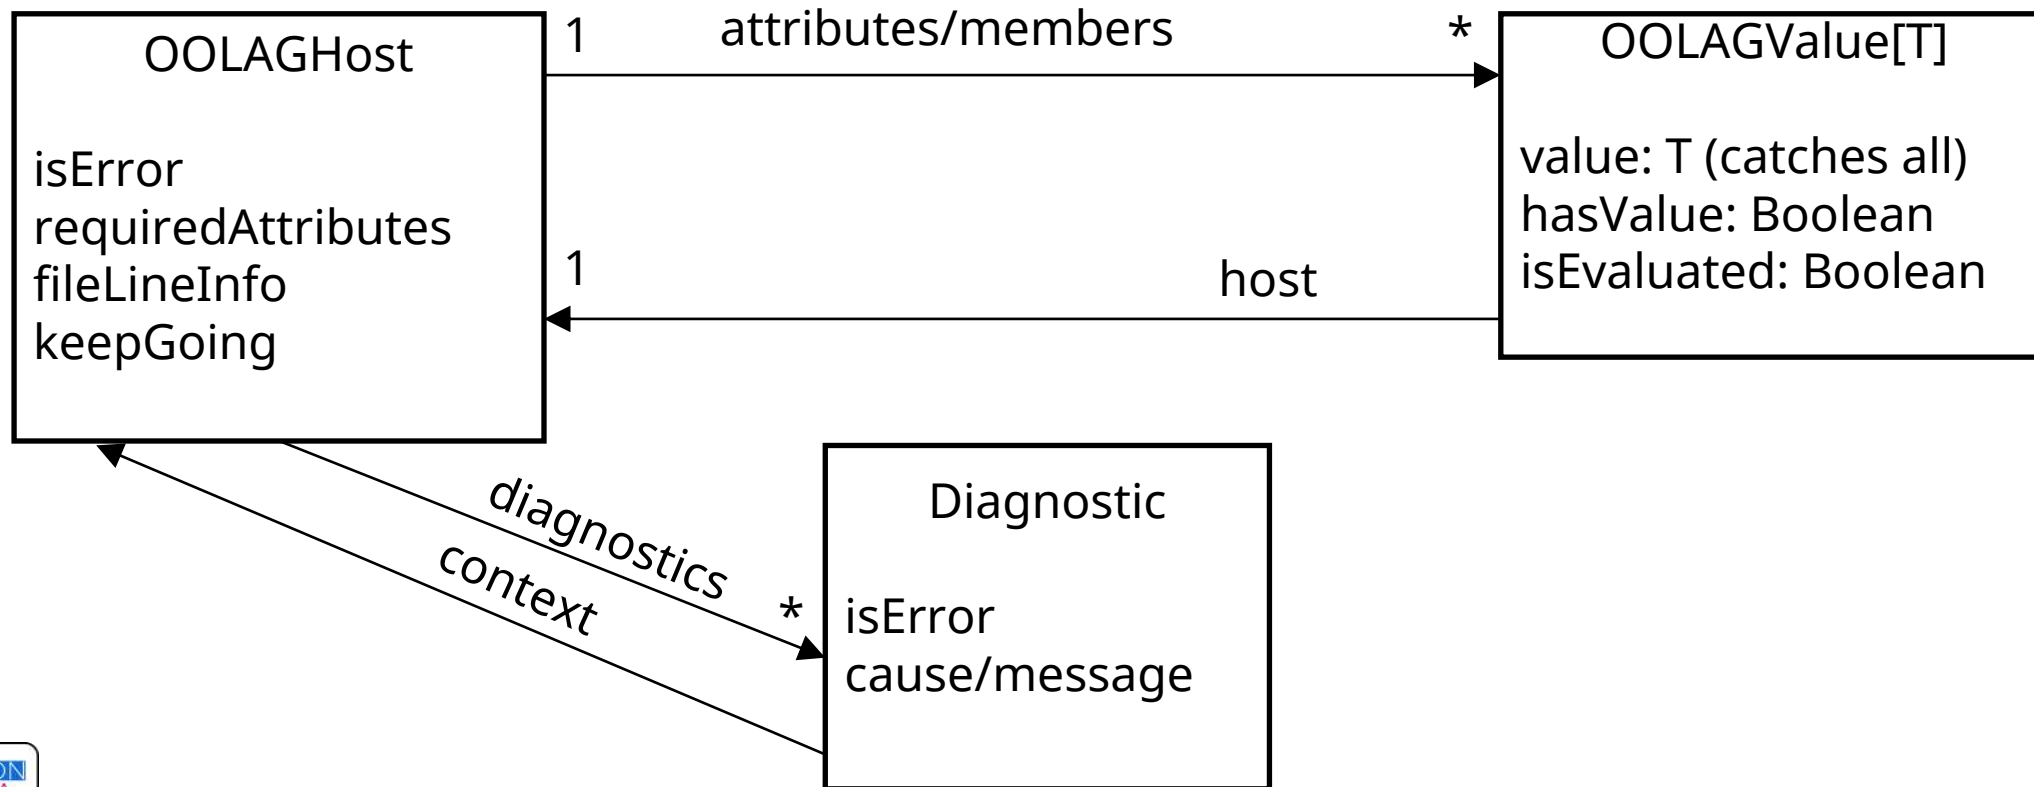 OOLAGHost
isError
requiredAttributes
fileLineInfo
keepGoing
1
attributes/members
*
OOLAGValue[T]
value: T (catches all)
hasValue: Boolean
isEvaluated: Boolean
1
host
diagnostics
*
context
Diagnostic
isError
cause/message